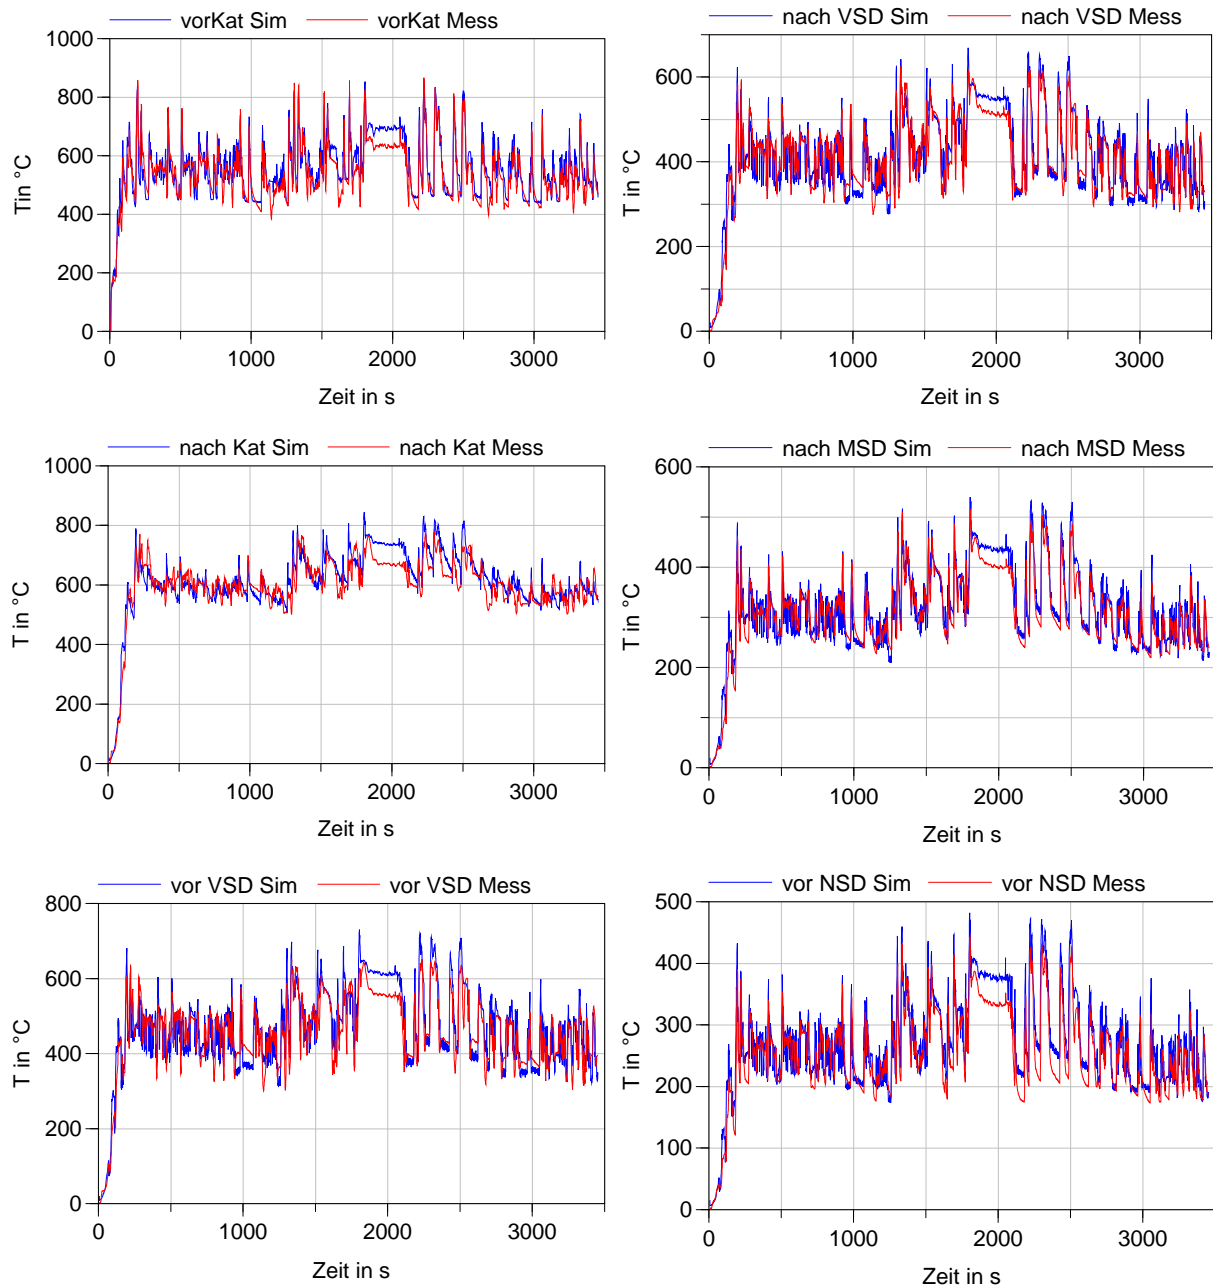 vorKat Sim vorKat Mess
1000
800
600
400
200
0
Tin °C
0 1000 2000 3000
Zeit in s
nach VSD Sim nach VSD Mess
600
400
200
0
T in °C
0 1000 2000 3000
Zeit in s
nach Kat Sim nach Kat Mess
1000
800
600
400
200
0
T in °C
0 1000 2000 3000
Zeit in s
nach MSD Sim nach MSD Mess
600
400
200
0
T in °C
0 1000 2000 3000
Zeit in s
vor VSD Sim vor VSD Mess
800
600
400
200
0
T in °C
0 1000 2000 3000
Zeit in s
vor NSD Sim vor NSD Mess
500
400
300
200
100
0
T in °C
0 1000 2000 3000
Zeit in s